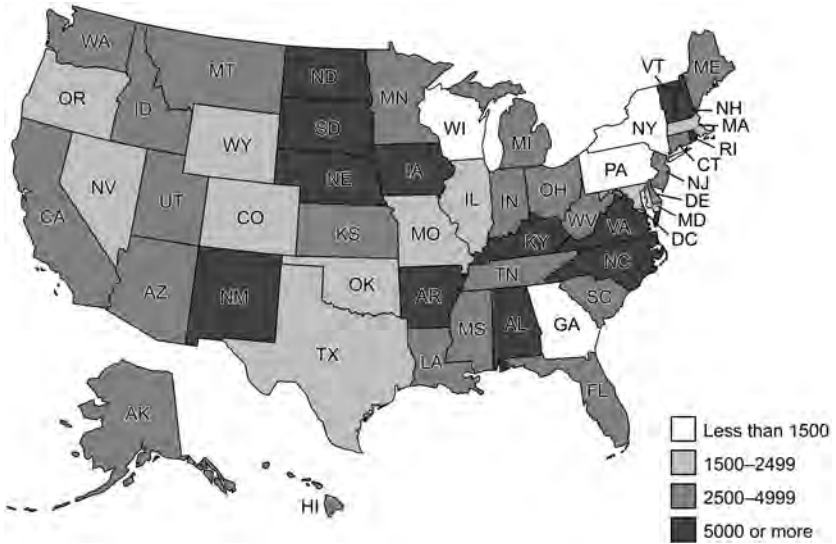 WA
MT
ND
MN
VT
ME
OR
ID
SD
WI
NY
NH
MA
WY
MI
RI
CT
NV
UT
CO
NE
IA
IL
IN
OH
PA
NJ
DE
MD
DC
CA
KS
MO
KY
WV
VA
AZ
NM
OK
AR
TN
NC
SC
TX
LA
MS
AL
GA
FL
AK
HI
Less than 1500
1500–2499
2500–4999
5000 or more